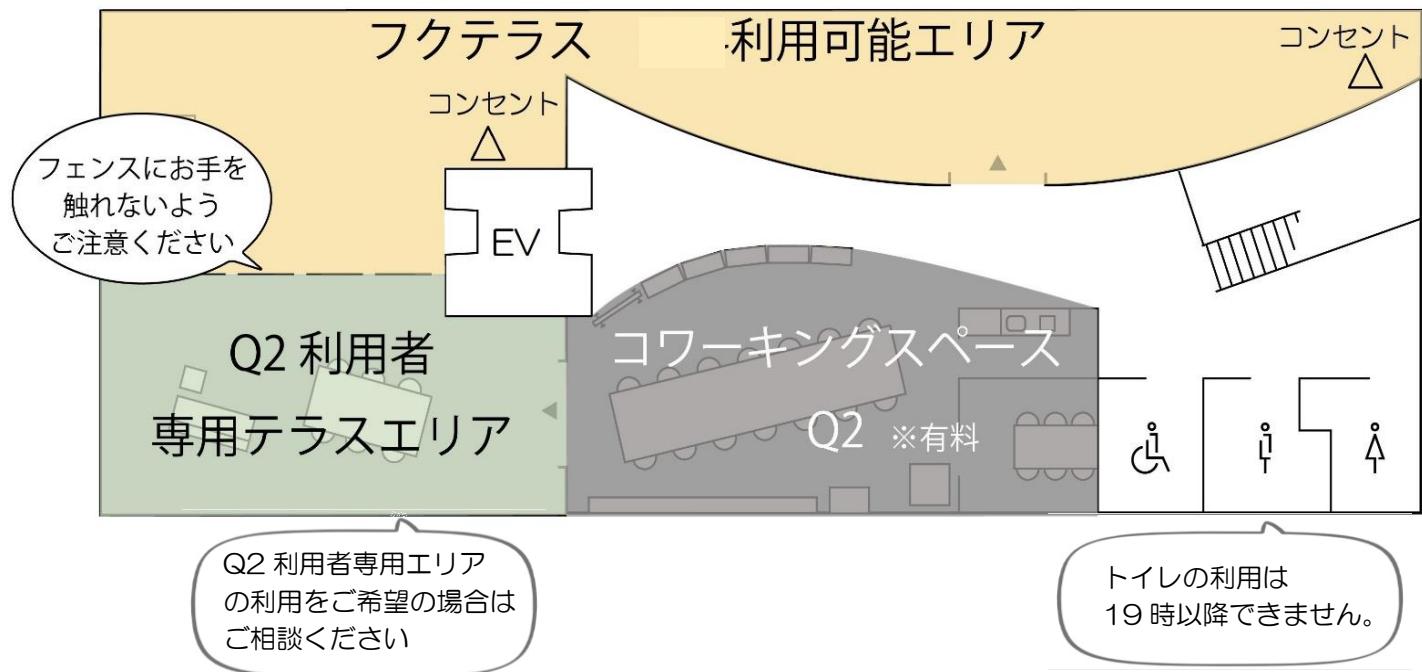 フクテラス 利用可能エリア
コンセント
コンセント
フェンスにお手を
触れないよう
ご注意ください
EV
Q2 利用者
専用テラスエリア
コワーキングスペース
Q2 ※有料
Q2 利用者専用エリア
の利用をご希望の場合は
ご相談ください
トイレの利用は
19 時以降できません。